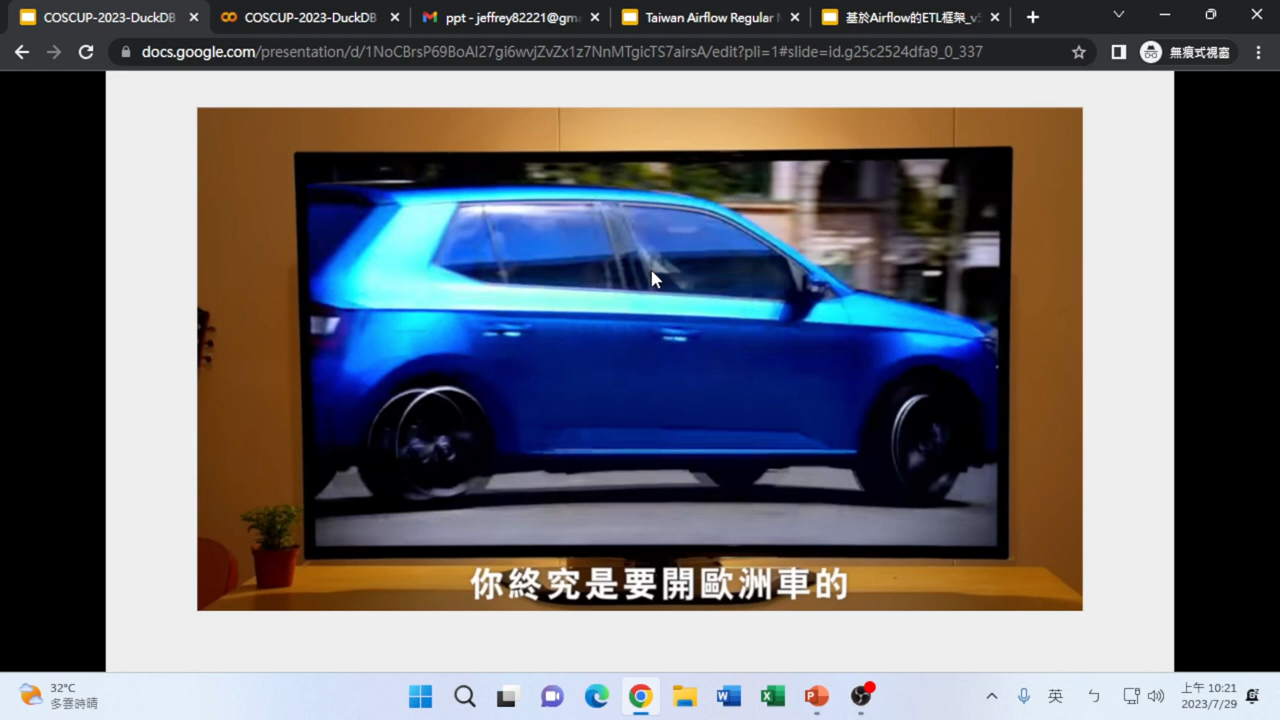 COSCUP-2023-DuckDB
COSCUP-2023-DuckDB
ppt - jeffrey82221@gm
Taiwan Airflow Regular
基於Airflow的ETL框架_v
docs.google.com/presentation/d/1NoCBrsP69BoAI27gi6wvjZvZx1z7NnMTgIcTS7airsA/edit?pli=1#slide=id.g25c2524dfa9_0_337
無痕式視窗
你終究是要開歐洲車的
32°C
多雲時晴
英
ㄅ
上午 10:21
2023/7/29